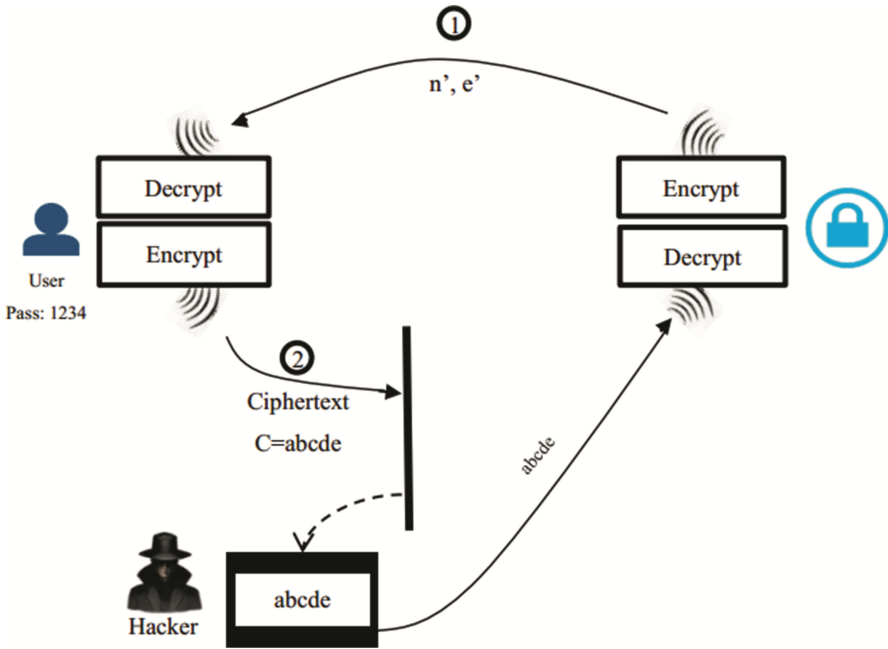 1
n’, e’
Decrypt
Encrypt
Encrypt
Decrypt
User
Pass: 1234
2
Ciphertext
C=abcde
abcde
abcde
Hacker